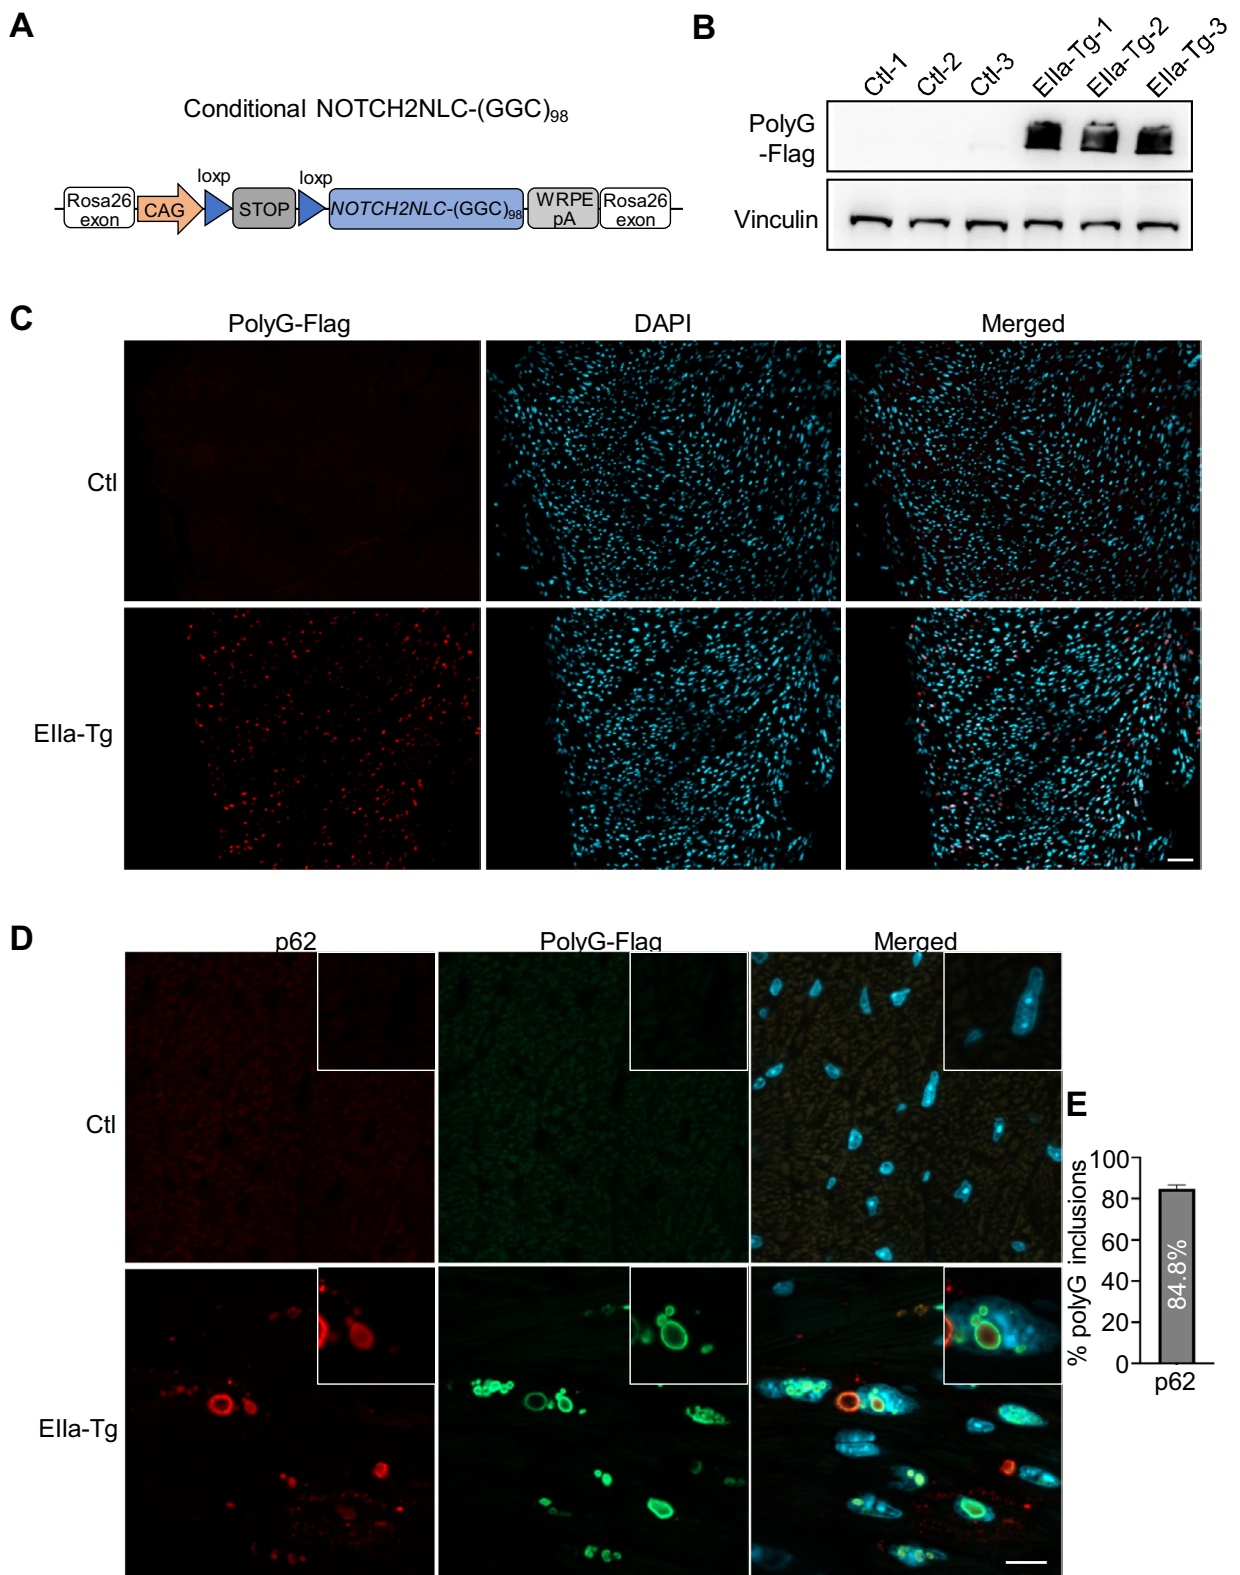 A
Conditional NOTCH2NLC-(GGC)98
loxp
loxp
Rosa26 exon
CAG
STOP
NOTCH2NLC-(GGC)98
WRPE pA
Rosa26 exon
B
Ctl-1
Ctl-2
Ctl-3
EIIa-Tg-1
EIIa-Tg-2
EIIa-Tg-3
PolyG
-Flag
Vinculin
C
PolyG-Flag
DAPI
Merged
Ctl
EIIa-Tg
D
p62
PolyG-Flag
Merged
Ctl
EIIa-Tg
E
% polyG inclusions
100
80
60
40
20
0
84.8%
p62